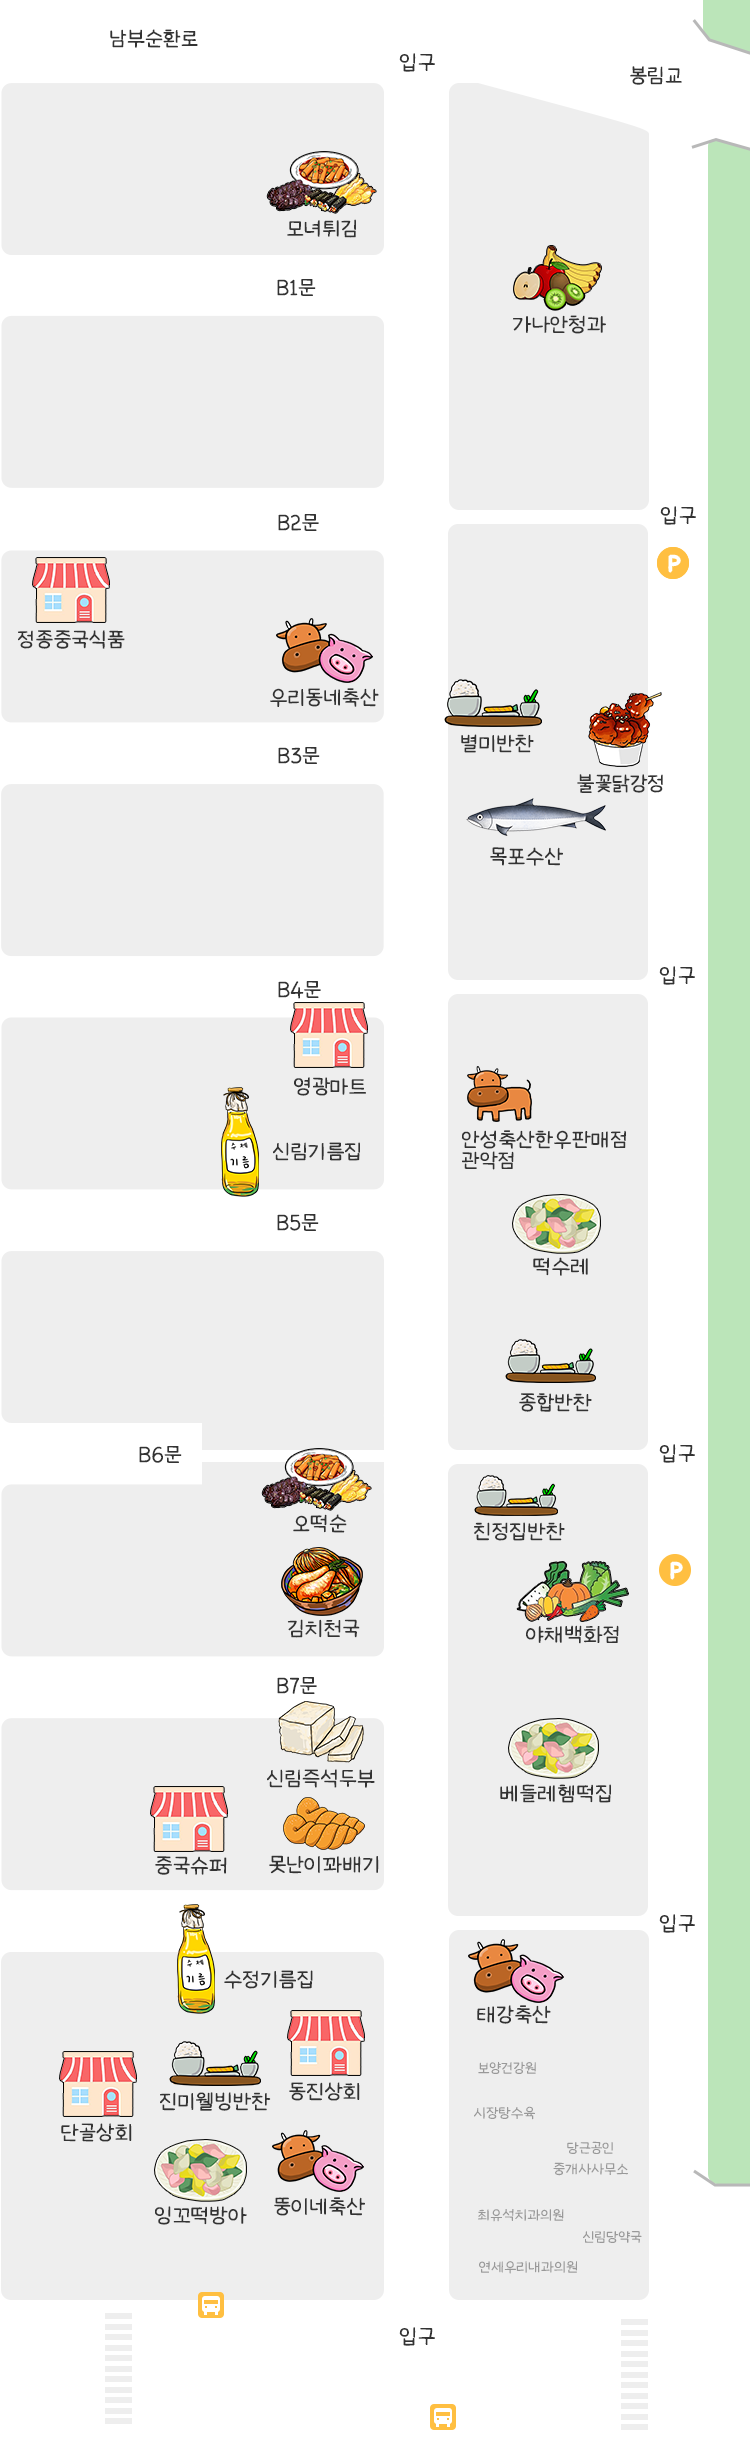 남부순환로
입구
봉림교
모녀튀김
B1문
가나안청과
B2문
입구
P
정종중국식품
우리동네축산
별미반찬
B3문
불꽃닭강정
목포수산
입구
B4문
영광마트
안성축산한우판매점
관악점
수제
기름
신림기름집
B5문
떡수레
종합반찬
B6문
입구
오떡순
친정집반찬
P
김치천국
야채백화점
B7문
신림즉석두부
베들레헴떡집
중국슈퍼
못난이꽈배기
입구
수제
기름
수정기름집
태강축산
보양건강원
동진상회
진미웰빙반찬
시장탕수육
단골상회
당근공인
중개사사무소
뚱이네축산
잉꼬떡방아
최유석치과의원
신림당약국
연세우리내과의원
입구